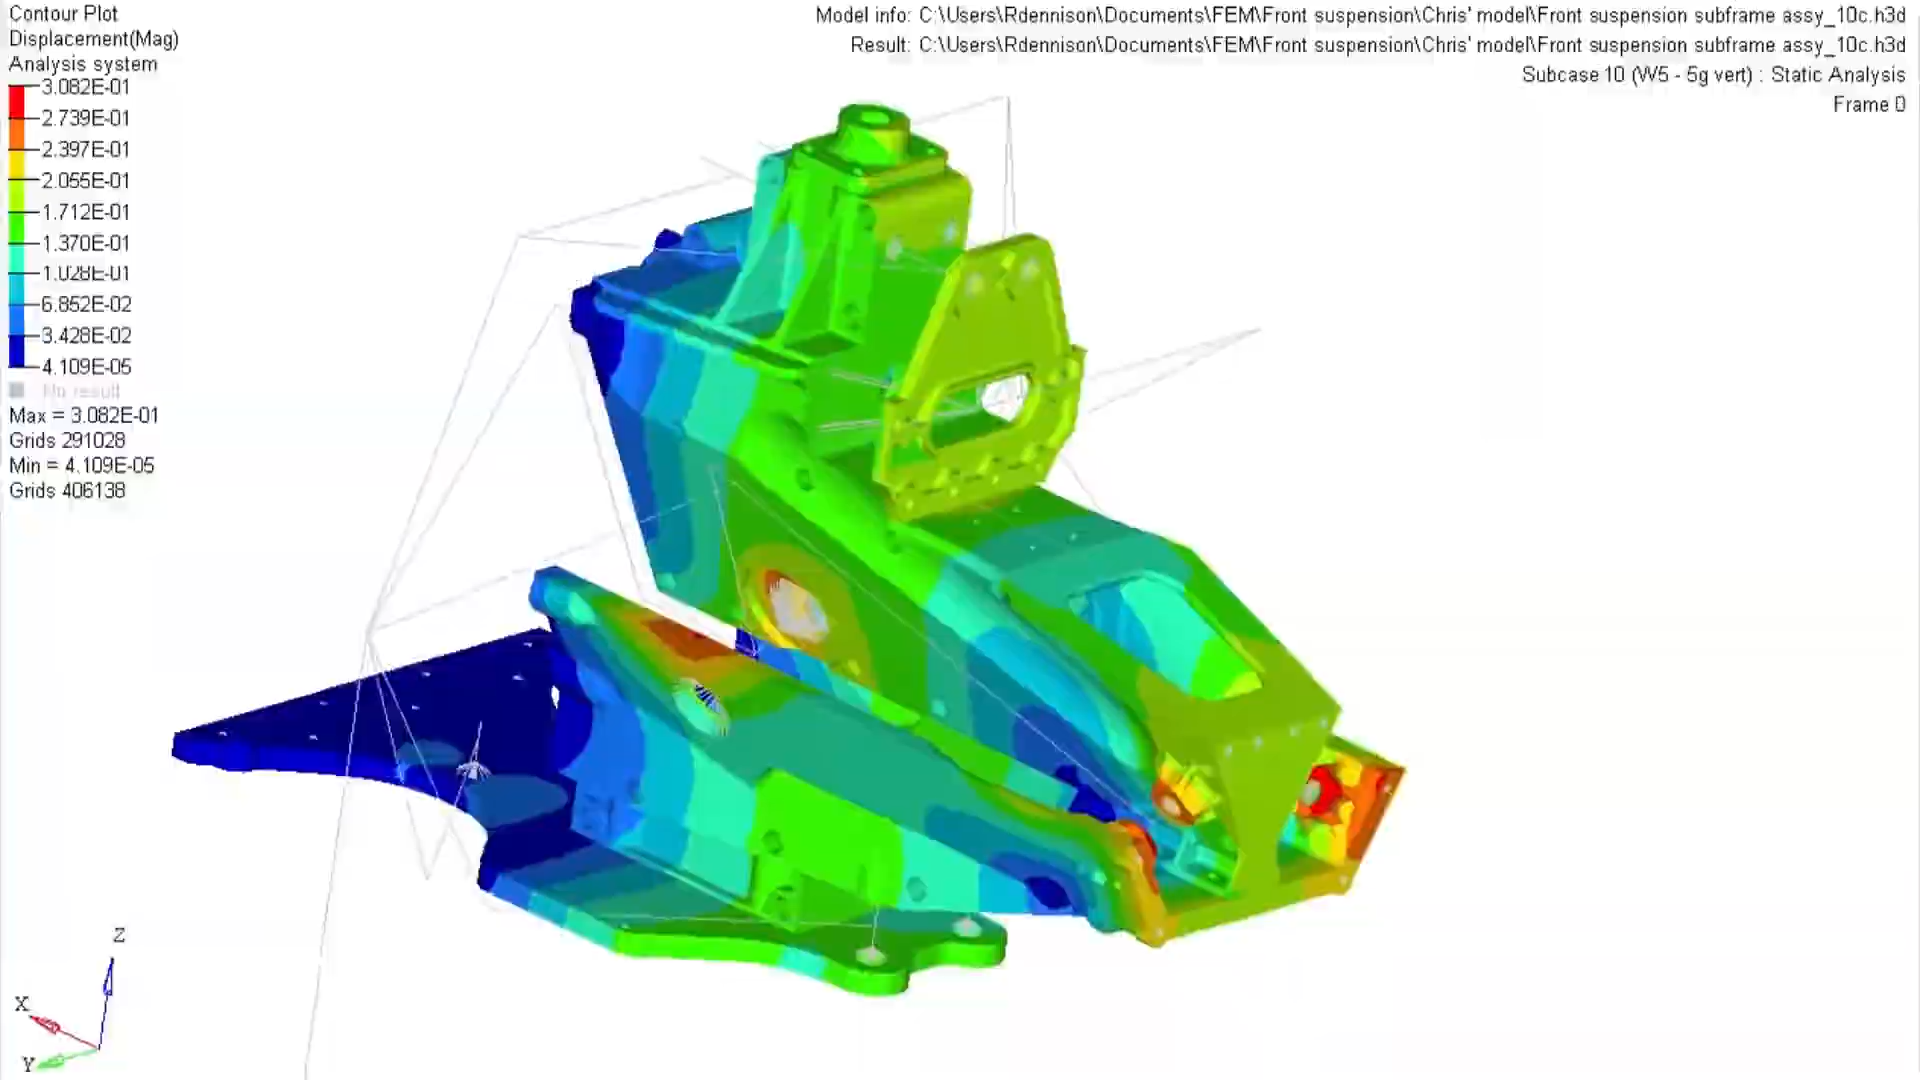 Contour Plot
Displacement(Mag)
Analysis system
3.082E-01
2.739E-01
2.397E-01
2.055E-01
1.712E-01
1.370E-01
1.028E-01
6.852E-02
3.428E-02
4.109E-05
No result
Max = 3.082E-01
Grids 291028
Min = 4.109E-05
Grids 406138
Model info: C:\Users\Rdennison\Documents\FEM\Front suspension\Chris' model\Front suspension subframe assy_10c.h3d
Result: C:\Users\Rdennison\Documents\FEM\Front suspension\Chris' model\Front suspension subframe assy_10c.h3d
Subcase 10 (W5 - 5g vert) : Static Analysis
Frame 0
Z
X
Y